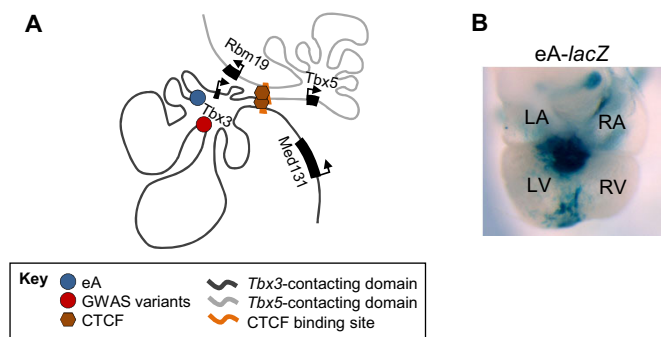 A
Rbm19
Tbx5
Tbx3
Med131
Key
eA
GWAS variants
CTCF
Tbx3-contacting domain
Tbx5-contacting domain
CTCF binding site
B
eA-lacZ
LA
RA
LV
RV